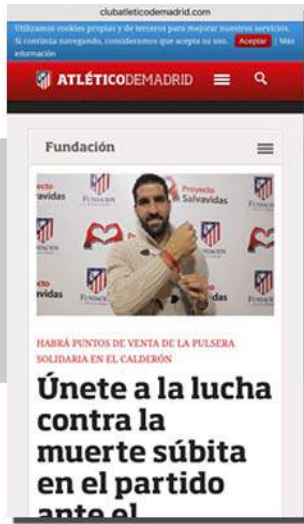 clubatleticodemadrid.com
Utilizamos cookies propias y de terceros para mejorar nuestros servicios.
Si continúa navegando, consideramos que acepta su uso. Aceptar | Más
información
ATLÉTICODEMADRID
Fundación
Proyecto
Salvavidas
FUNDACIÓN
HABRÁ PUNTOS DE VENTA DE LA PULSERA
SOLIDARIA EN EL CALDERÓN
Únete a la lucha
contra la
muerte súbita
en el partido
ante el